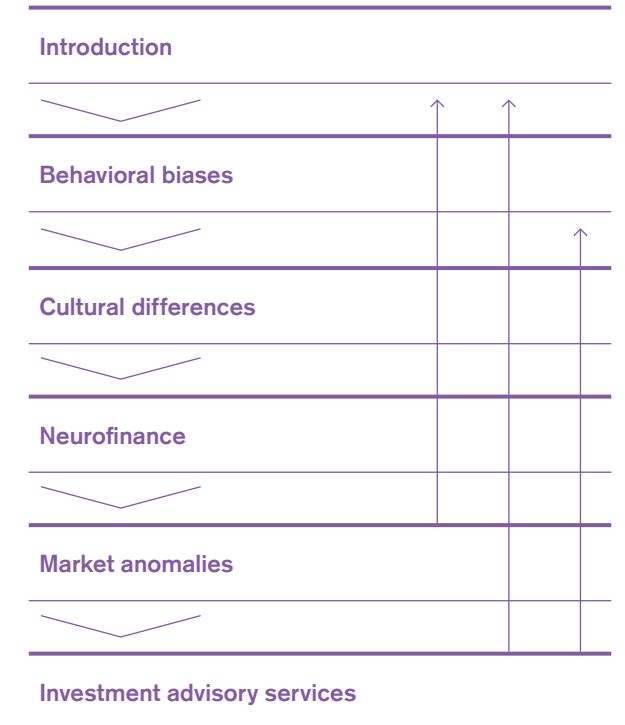 Introduction
Behavioral biases
Cultural differences
Neurofinance
Market anomalies
Investment advisory services